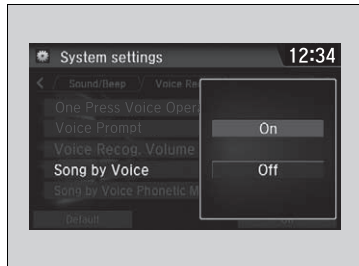 System settings 12:34
Sound/Beep Voice Re
One Press Voice Opera
Voice Prompt
On
Voice Recog. Volume
Song by Voice
Off
Song by Voice Phonetic M
Default